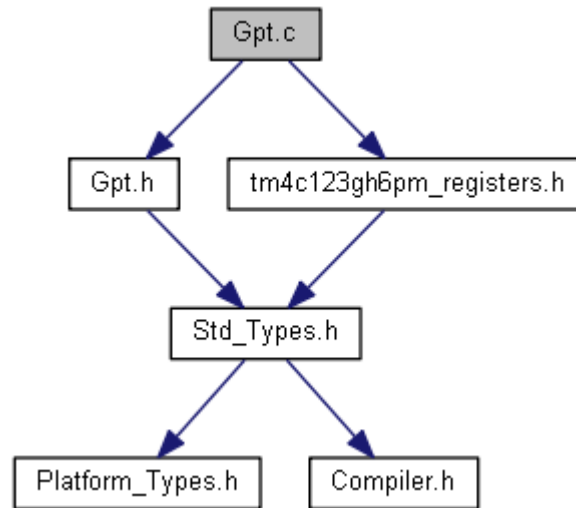 Gpt.c
Gpt.h
tm4c123gh6pm_registers.h
Std_Types.h
Platform_Types.h
Compiler.h